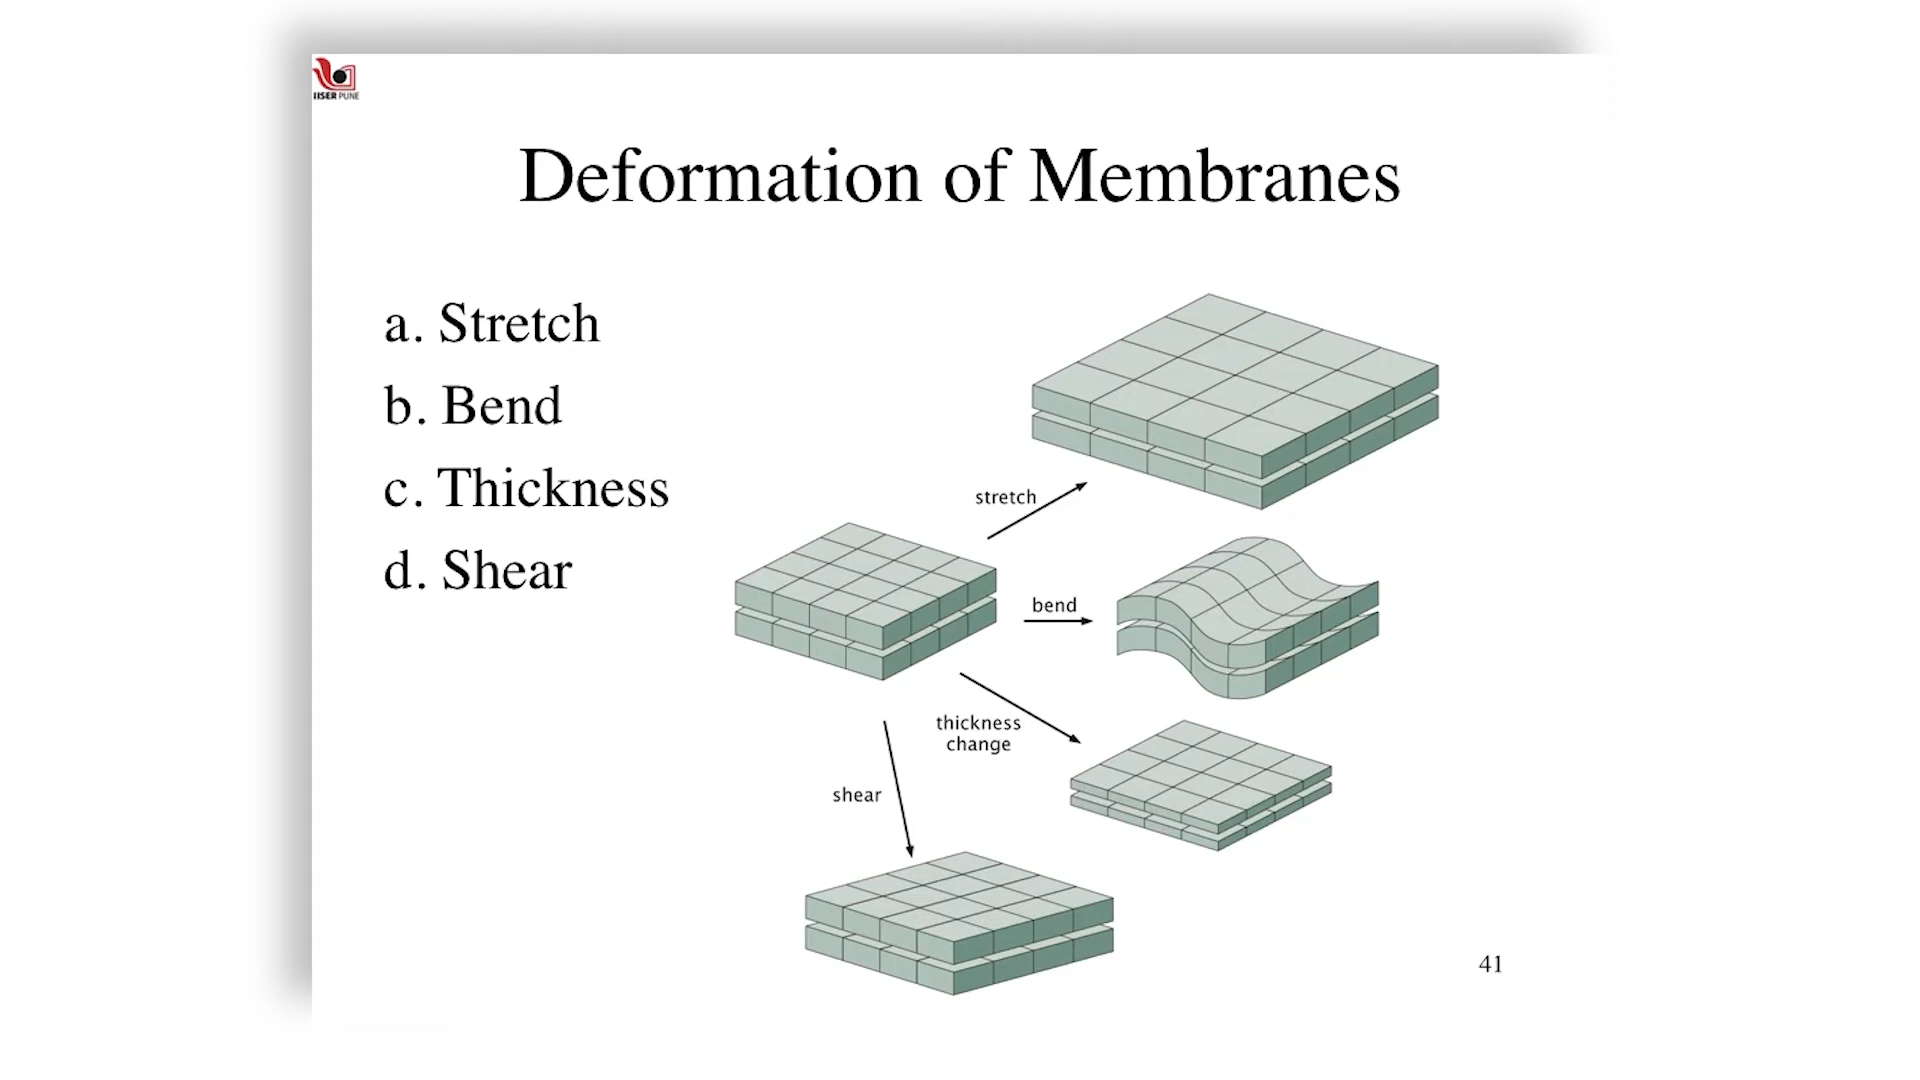 IISER PUNE
Deformation of Membranes
a. Stretch
b. Bend
c. Thickness
d. Shear
stretch
bend
thickness
change
shear
41